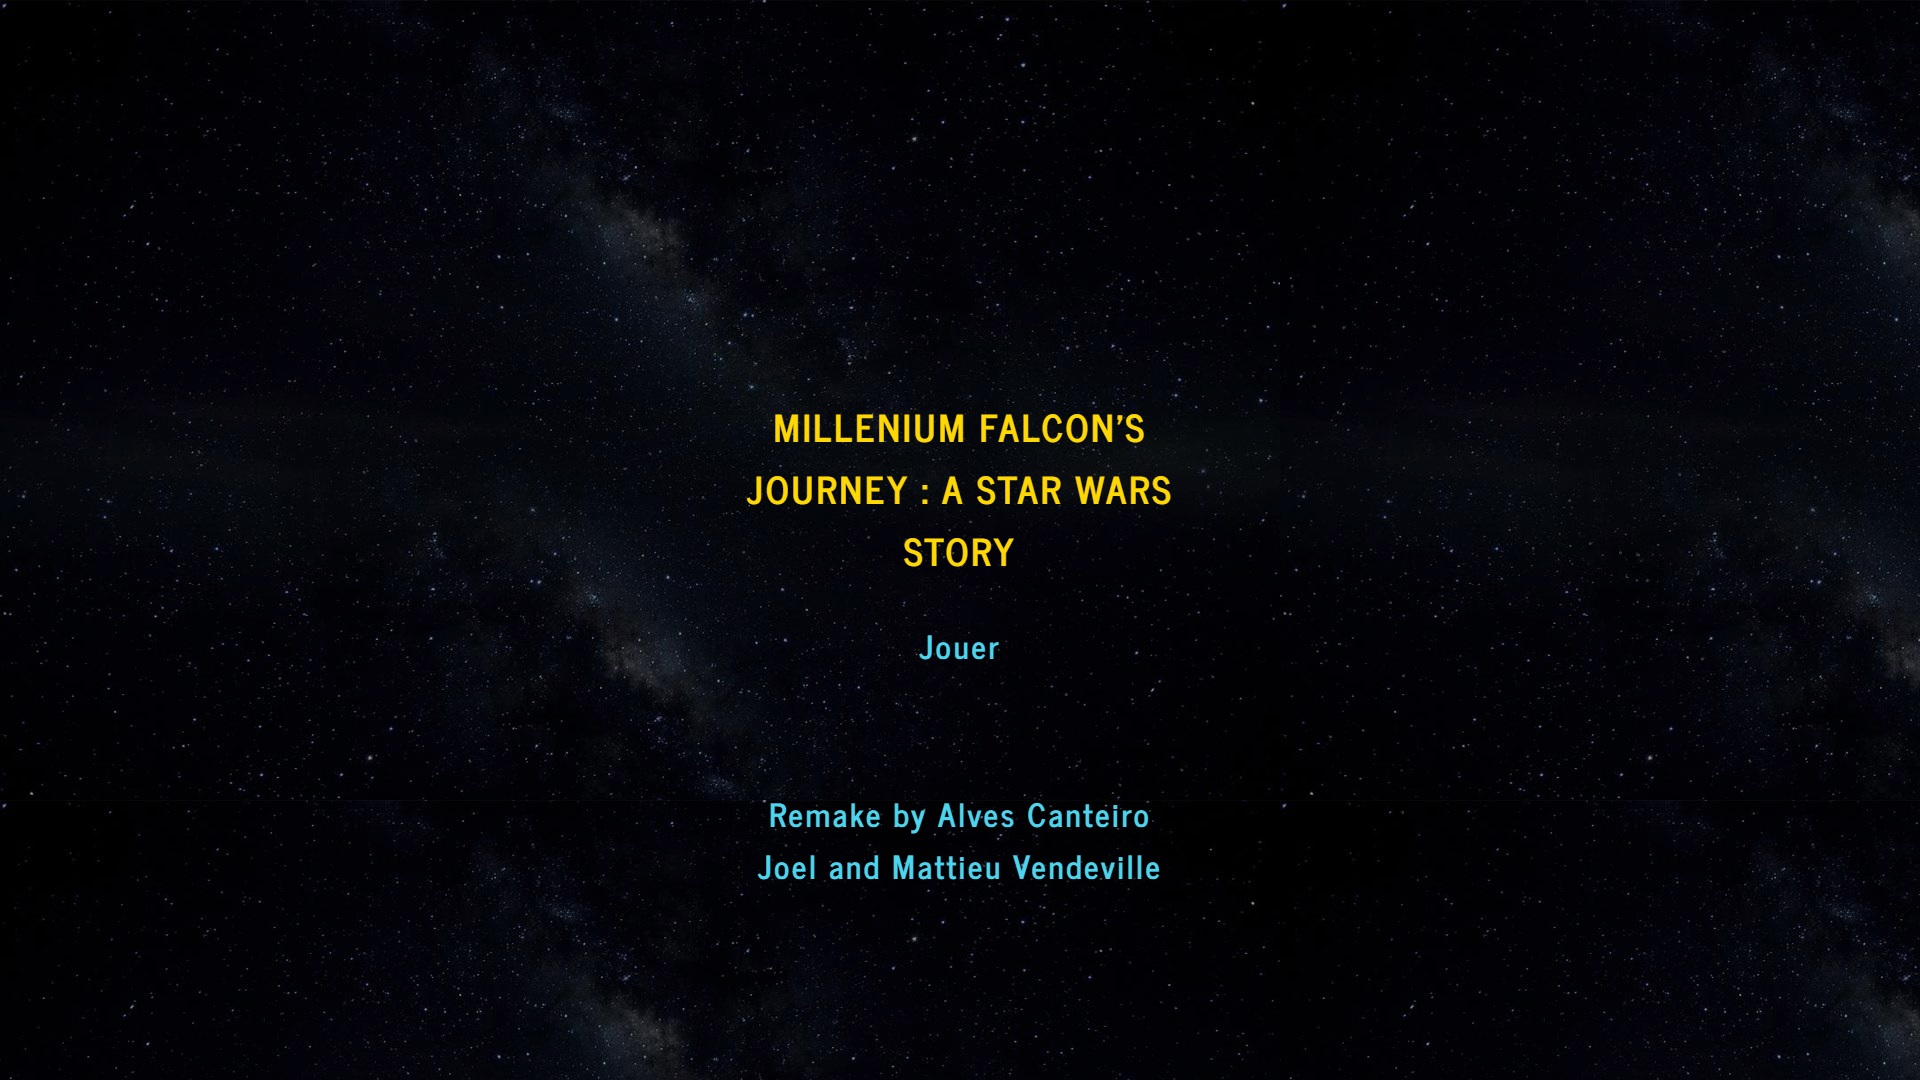 MILLENIUM FALCON’S
JOURNEY : A STAR WARS
STORY
Jouer
Remake by Alves Canteiro
Joel and Mattieu Vendeville